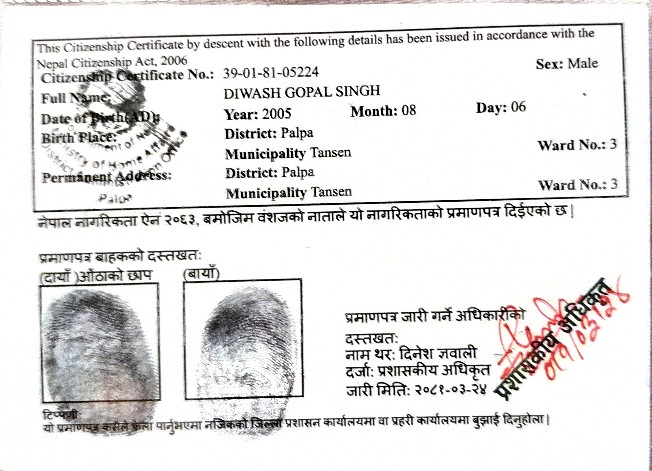 This Citizenship Certificate by descent with the following details has been issued in accordance with the
Nepal Citizenship Act, 2006
Citizenship Certificate No.: 39-01-81-05224 Sex: Male
Full Name: DIWASH GOPAL SINGH
Date of Birth(AD): Year: 2005 Month: 08 Day: 06
Birth Place: District: Palpa
Municipality Tansen Ward No.: 3
Permanent Address: District: Palpa
Municipality Tansen Ward No.: 3
Palpa
नेपाल नागरिकता ऐन २०६३, बमोजिम वंशजको नाताले यो नागरिकताको प्रमाणपत्र दिईएको छ|
प्रमाणपत्र बाहकको दस्तखत:
(दायाँ )औंठाको छाप (बायाँ)
प्रमाणपत्र जारी गर्ने अधिकारीको
दस्तखत:
नाम थर: दिनेश ज्ञवाली
दर्जा: प्रशासकीय अधिकृत
जारी मिति: २०८१-०३-२४
प्रशासकीय अधिकृत
टिप्पणी
यो प्रमाणपत्र कसैले फेला पार्नुभएमा नजिकको जिल्ला प्रशासन कार्यालयमा वा प्रहरी कार्यालयमा बुझाई दिनुहोला|